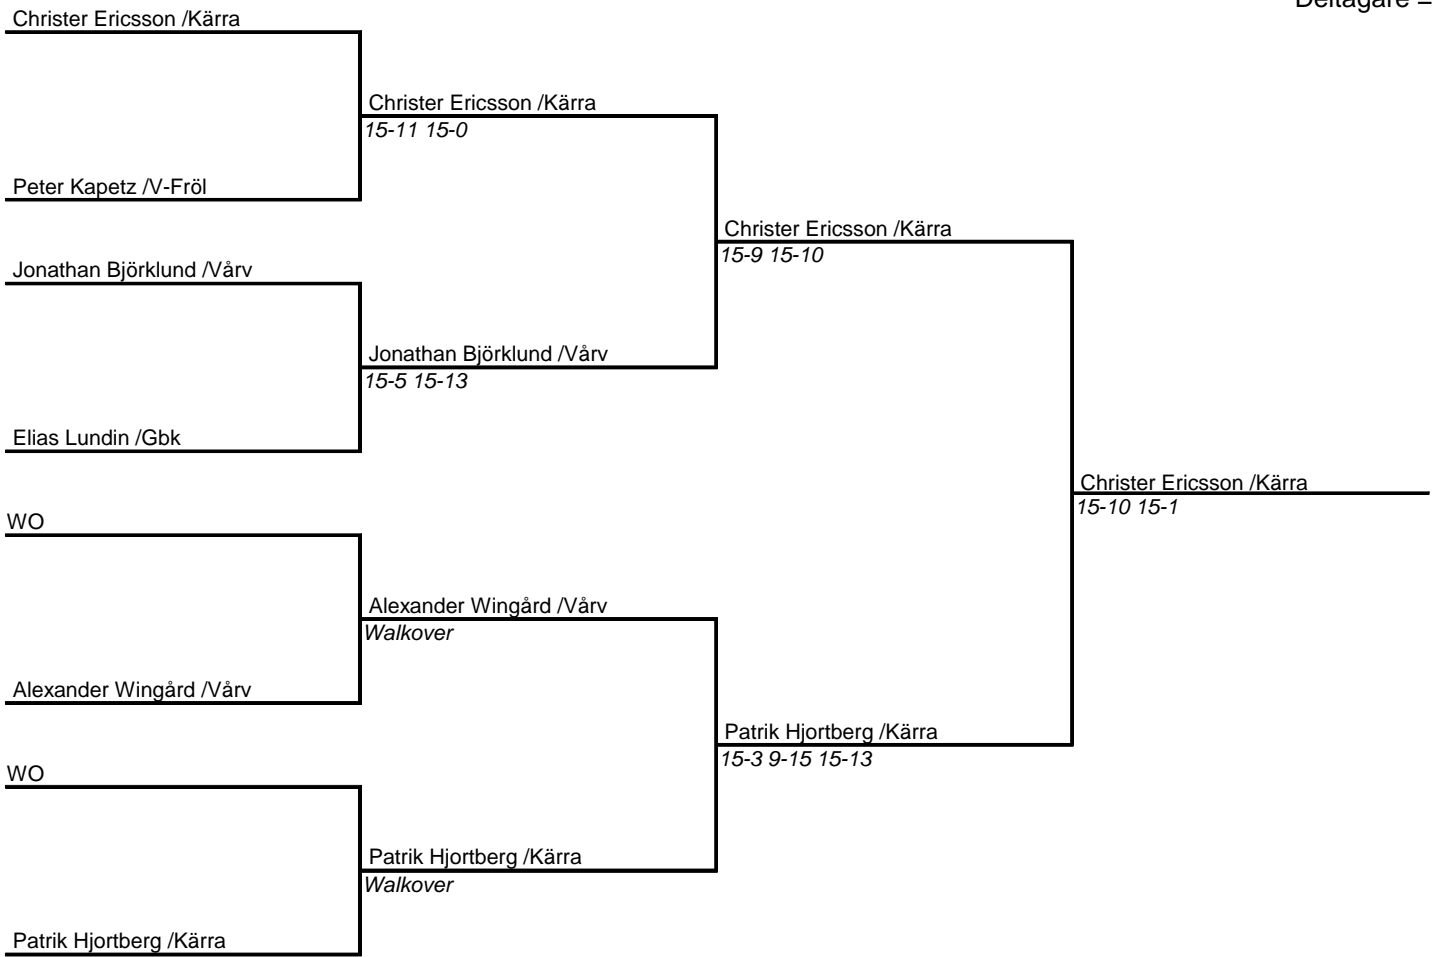 Deltagare =
Christer Ericsson /Kärra
Christer Ericsson /Kärra
15-11 15-0
Peter Kapetz /V-Fröl
Christer Ericsson /Kärra
15-9 15-10
Jonathan Björklund /Vårv
Jonathan Björklund /Vårv
15-5 15-13
Elias Lundin /Gbk
Christer Ericsson /Kärra
15-10 15-1
WO
Alexander Wingård /Vårv
Walkover
Alexander Wingård /Vårv
Patrik Hjortberg /Kärra
15-3 9-15 15-13
WO
Patrik Hjortberg /Kärra
Walkover
Patrik Hjortberg /Kärra